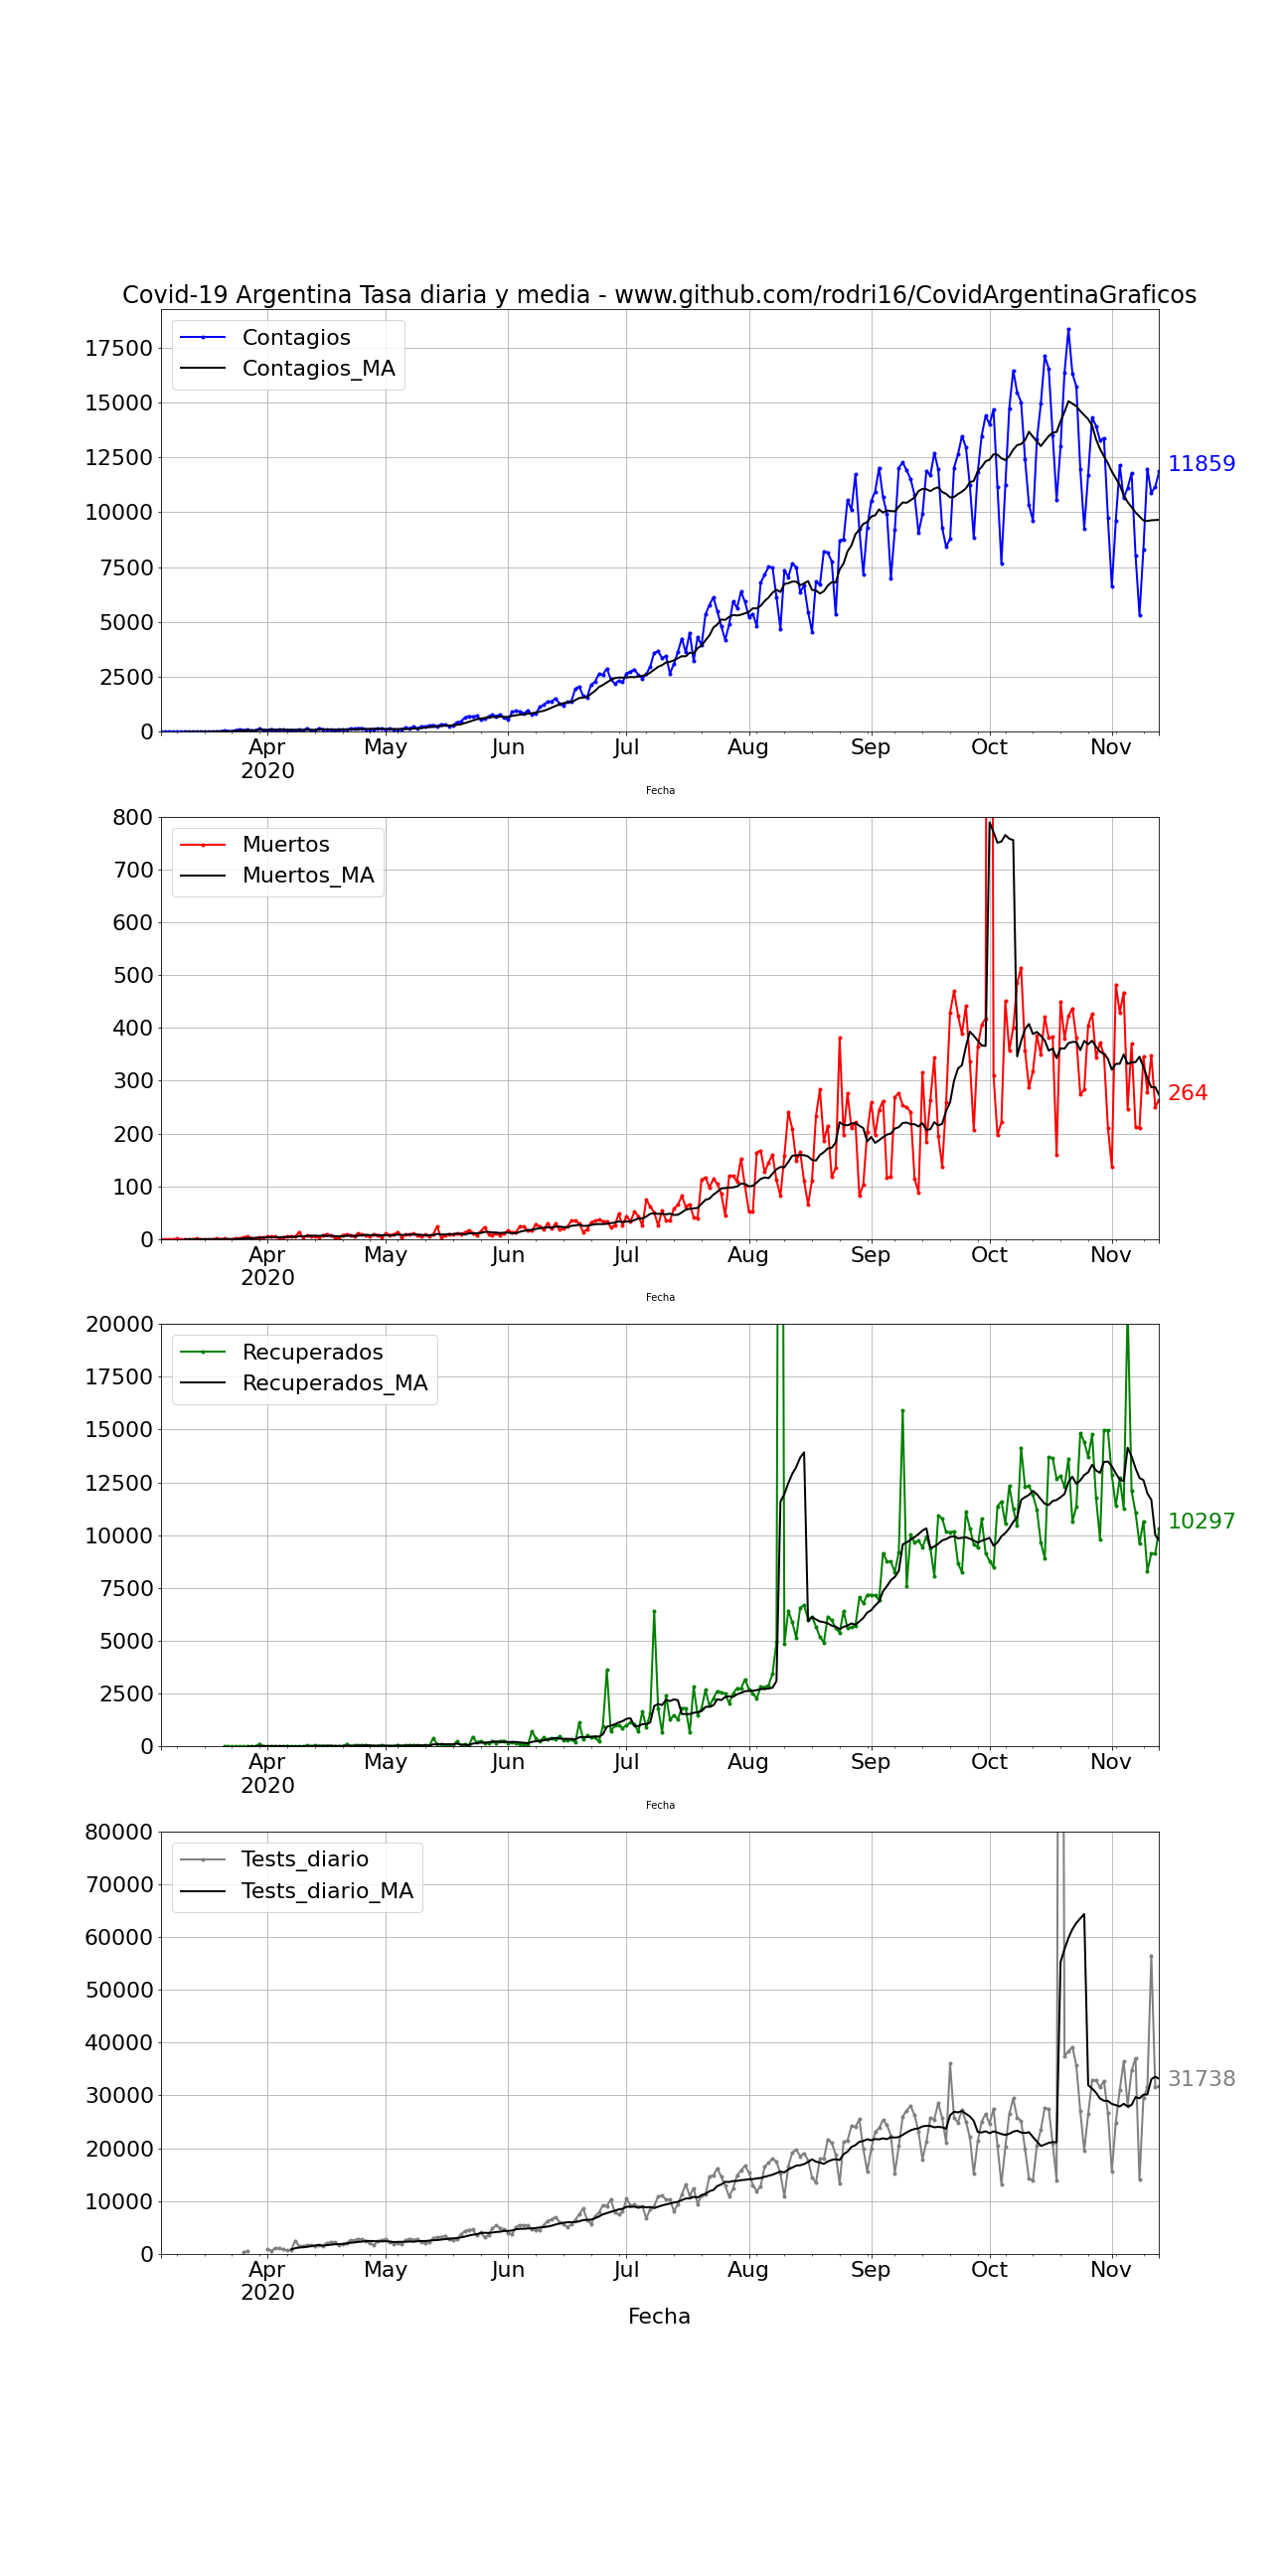 Covid-19 Argentina Tasa diaria y media - www.github.com/rodri16/CovidArgentinaGraficos
Contagios
Contagios_MA
17500
15000
12500
10000
7500
5000
2500
0
11859
Apr May Jun Jul Aug Sep Oct Nov
2020
Fecha
Muertos
Muertos_MA
800
700
600
500
400
300
200
100
0
264
Apr May Jun Jul Aug Sep Oct Nov
2020
Fecha
Recuperados
Recuperados_MA
20000
17500
15000
12500
10000
7500
5000
2500
0
10297
Apr May Jun Jul Aug Sep Oct Nov
2020
Fecha
Tests_diario
Tests_diario_MA
80000
70000
60000
50000
40000
30000
20000
10000
0
31738
Apr May Jun Jul Aug Sep Oct Nov
2020
Fecha